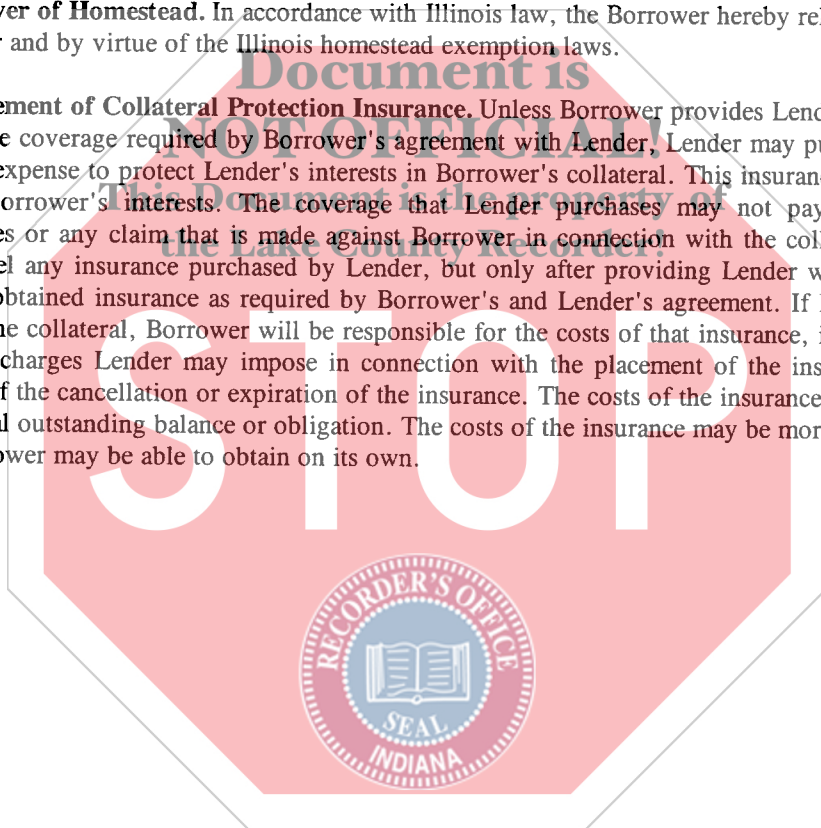 ver of Homestead. In accordance with Illinois law, the Borrower hereby re
r and by virtue of the Illinois homestead exemption laws.
Document is
ement of Collateral Protection Insurance. Unless Borrower provides Lend
e coverage required by Borrower's agreement with Lender, Lender may pu
NOT OFFICIAL!
expense to protect Lender's interests in Borrower's collateral. This insuran
This Document is the property of
orrower's interests. The coverage that Lender purchases may not pay
es or any claim that is made against Borrower in connection with the coll
the Lake County Recorder!
el any insurance purchased by Lender, but only after providing Lender w
obtained insurance as required by Borrower's and Lender's agreement. If
he collateral, Borrower will be responsible for the costs of that insurance, i
charges Lender may impose in connection with the placement of the ins
f the cancellation or expiration of the insurance. The costs of the insurance
al outstanding balance or obligation. The costs of the insurance may be mor
ower may be able to obtain on its own.
STOP
RECORDER'S OFFICE
SEAL
INDIANA